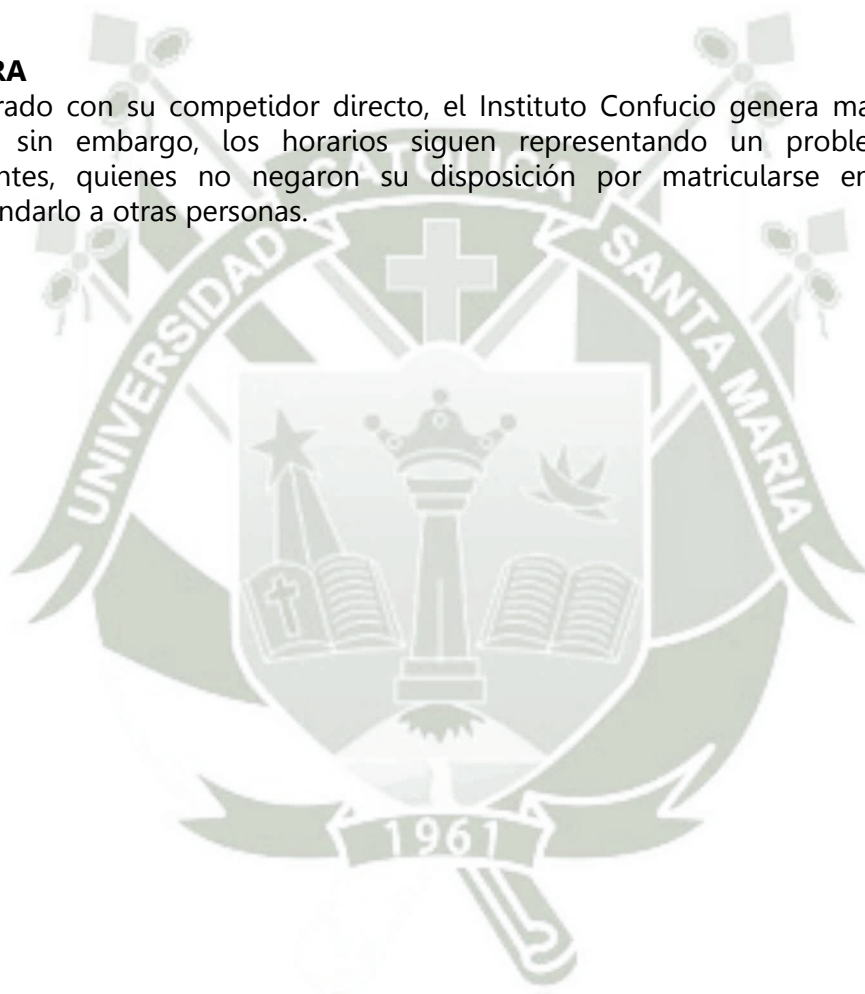 RA
rado con su competidor directo, el Instituto Confucio genera ma
sin embargo, los horarios siguen representando un proble
ntes, quienes no negaron su disposición por matricularse en
ndarlo a otras personas.
UNIVERSIDAD CATÓLICA SANTA MARIA
1961